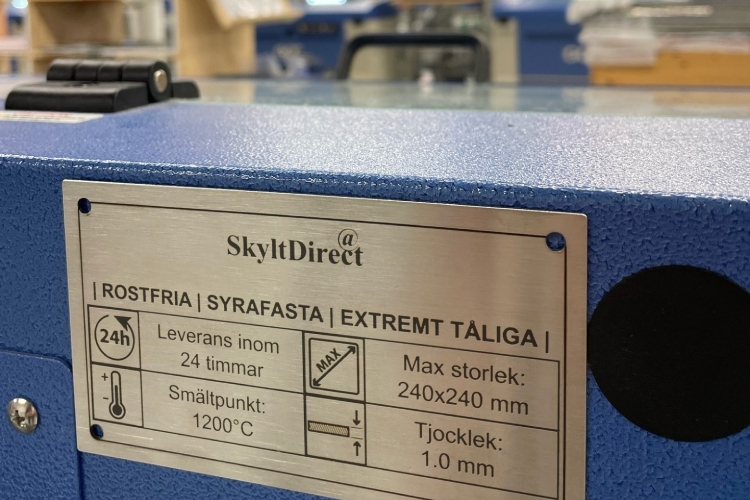 SkyltDirect@
| ROSTFRIA | SYRAFASTA | EXTREMT TÅLIGA |
24h
Leverans inom
24 timmar
MAX
Max storlek:
240x240 mm
+
-
Smältpunkt:
1200°C
Tjocklek:
1.0 mm